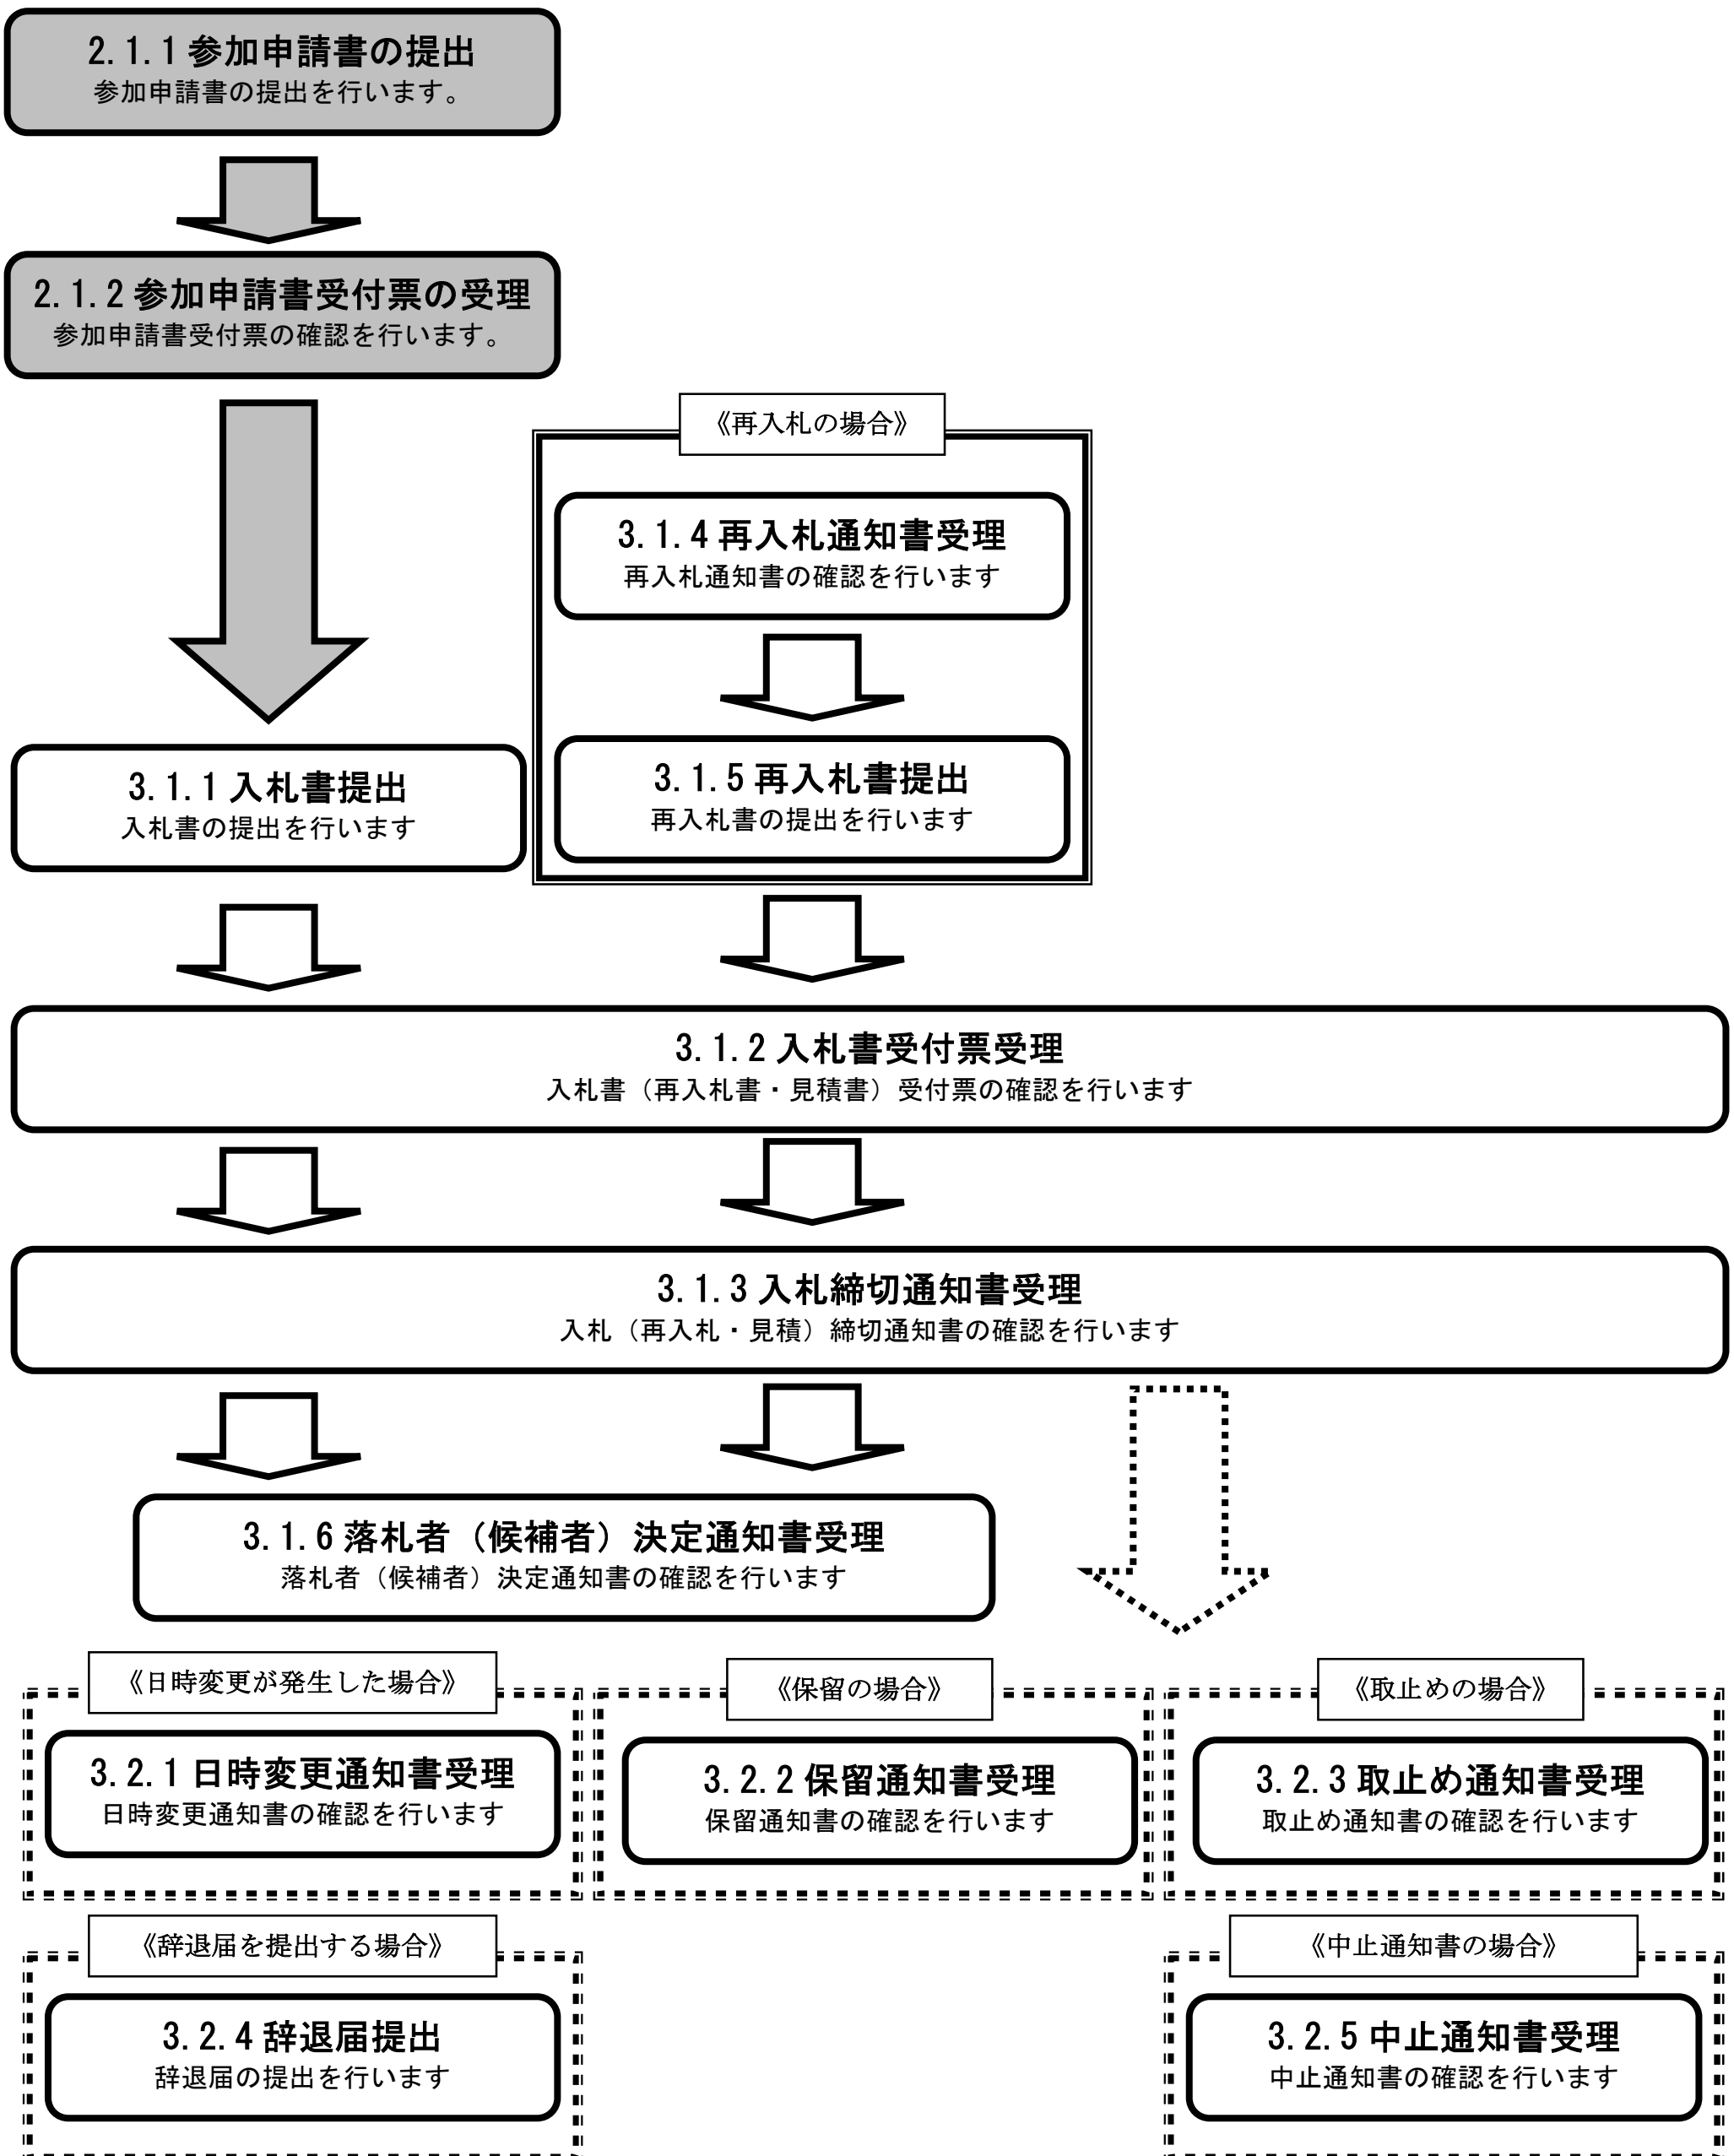 2.1.1 参加申請書の提出
参加申請書の提出を行います。
2.1.2 参加申請書受付票の受理
参加申請書受付票の確認を行います。
《再入札の場合》
3.1.4 再入札通知書受理
再入札通知書の確認を行います
3.1.1 入札書提出
入札書の提出を行います
3.1.5 再入札書提出
再入札書の提出を行います
3.1.2 入札書受付票受理
入札書（再入札書・見積書）受付票の確認を行います
3.1.3 入札締切通知書受理
入札（再入札・見積）締切通知書の確認を行います
3.1.6 落札者（候補者）決定通知書受理
落札者（候補者）決定通知書の確認を行います
《日時変更が発生した場合》
3.2.1 日時変更通知書受理
日時変更通知書の確認を行います
《保留の場合》
3.2.2 保留通知書受理
保留通知書の確認を行います
《取止めの場合》
3.2.3 取止め通知書受理
取止め通知書の確認を行います
《辞退届を提出する場合》
3.2.4 辞退届提出
辞退届の提出を行います
《中止通知書の場合》
3.2.5 中止通知書受理
中止通知書の確認を行います